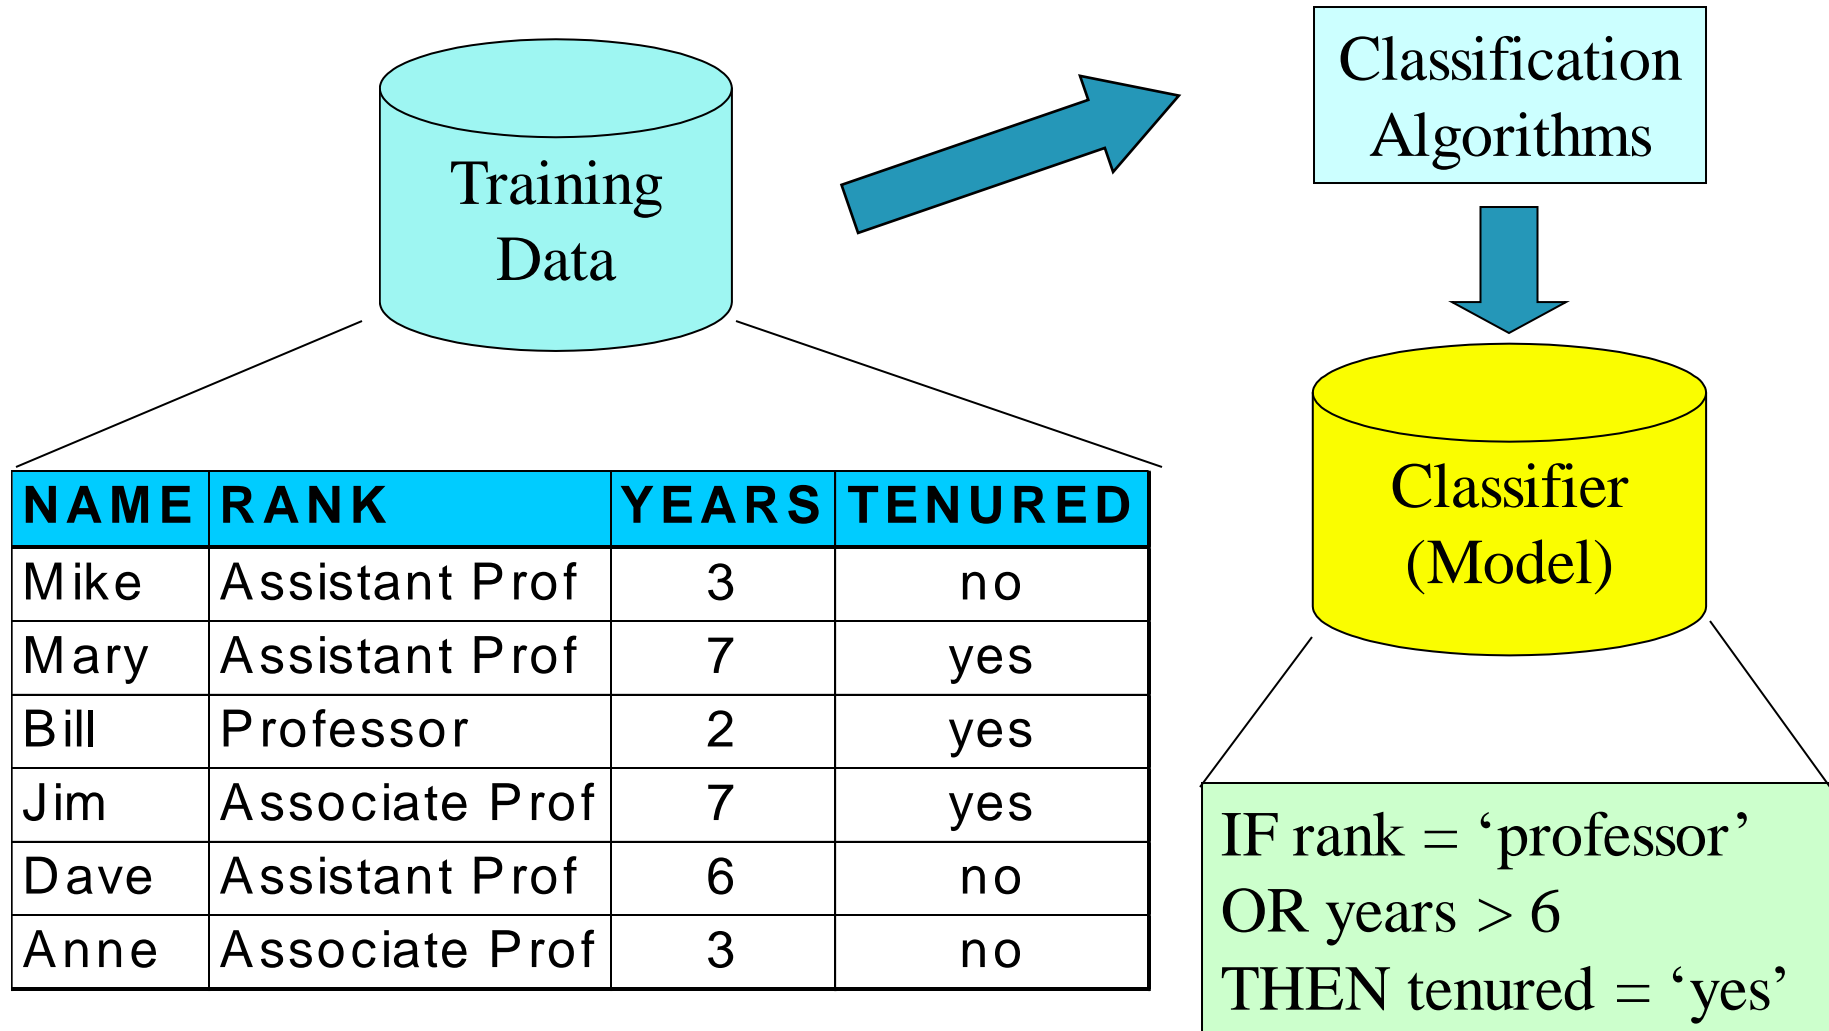 Training
Data
Classification
Algorithms
Classifier
(Model)
NAME RANK YEARS TENURED
Mike Assistant Prof 3 no
Mary Assistant Prof 7 yes
Bill Professor 2 yes
Jim Associate Prof 7 yes
Dave Assistant Prof 6 no
Anne Associate Prof 3 no
IF rank = ‘professor’
OR years > 6
THEN tenured = ‘yes’